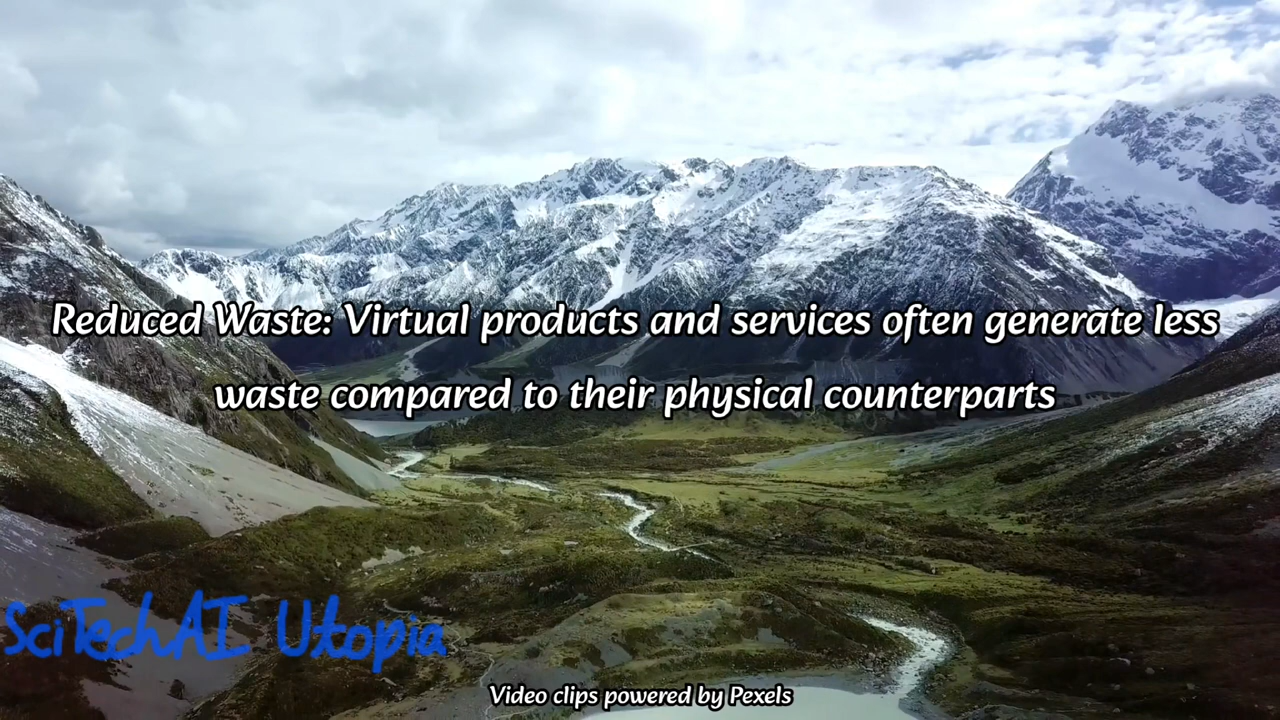 Reduced Waste: Virtual products and services often generate less
waste compared to their physical counterparts
SciTechAI Utopia
Video clips powered by Pexels